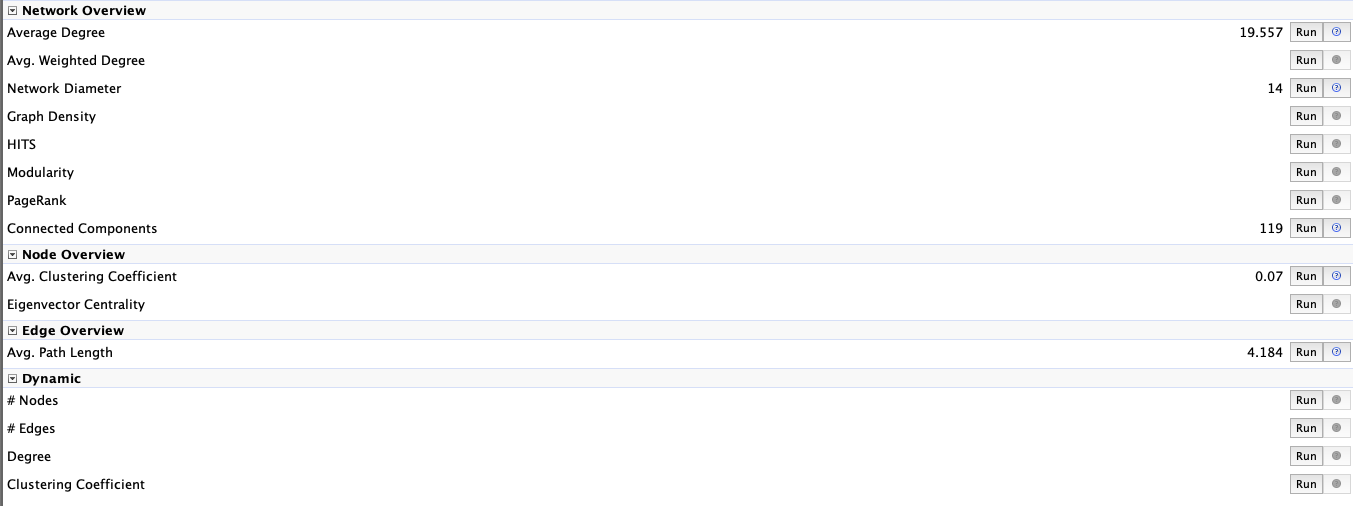 Network Overview
Average Degree 19.557 Run
Avg. Weighted Degree Run
Network Diameter 14 Run
Graph Density Run
HITS Run
Modularity Run
PageRank Run
Connected Components 119 Run
Node Overview
Avg. Clustering Coefficient 0.07 Run
Eigenvector Centrality Run
Edge Overview
Avg. Path Length 4.184 Run
Dynamic
# Nodes Run
# Edges Run
Degree Run
Clustering Coefficient Run